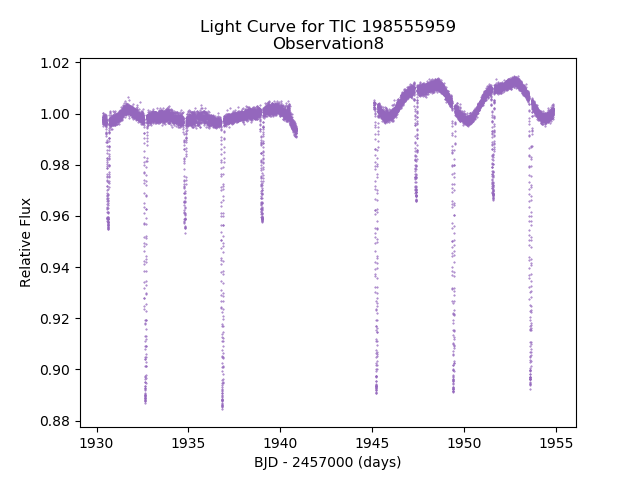 Light Curve for TIC 198555959
Observation8
1.02
1.00
0.98
0.96
0.94
0.92
0.90
0.88
Relative Flux
1930 1935 1940 1945 1950 1955
BJD - 2457000 (days)